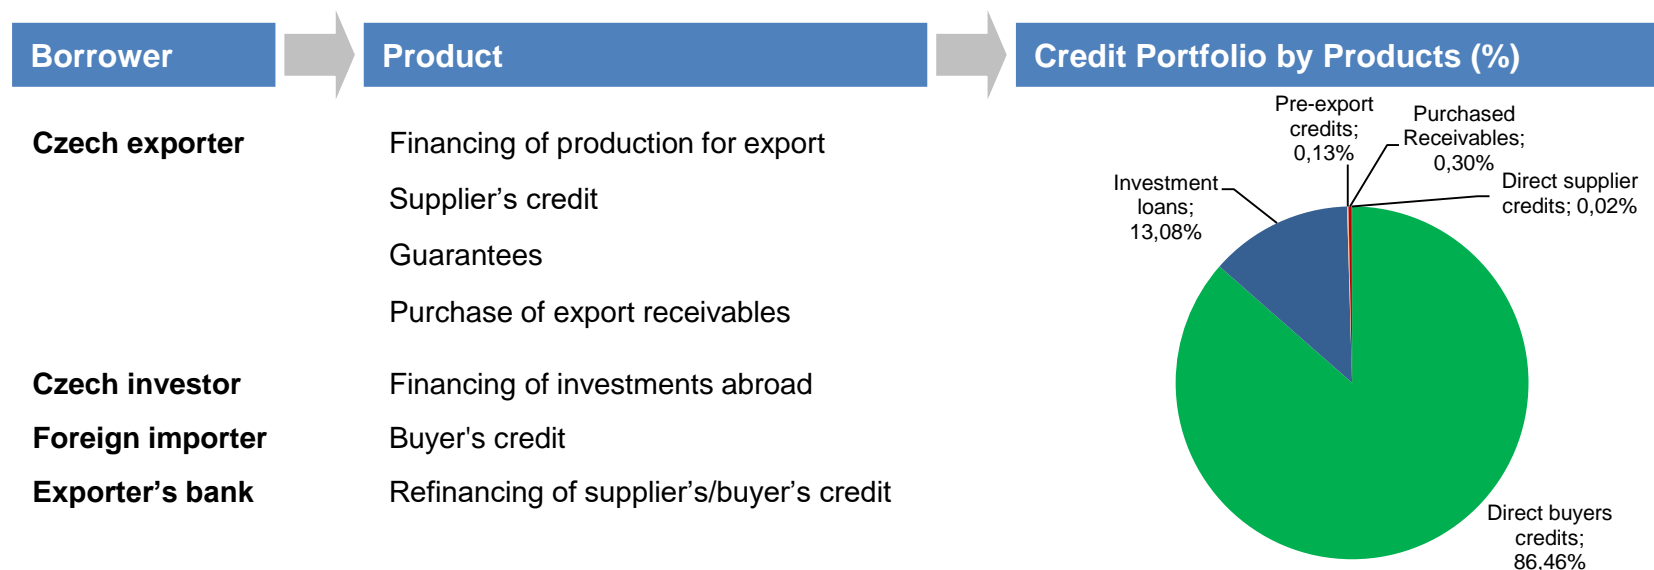 Borrower
Product
Credit Portfolio by Products (%)
Czech exporter
Financing of production for export
Supplier’s credit
Guarantees
Purchase of export receivables
Czech investor
Financing of investments abroad
Foreign importer
Buyer's credit
Exporter’s bank
Refinancing of supplier’s/buyer’s credit
Pre-export
credits;
0,13%
Purchased
Receivables;
0,30%
Direct supplier
credits; 0,02%
Investment
loans;
13,08%
Direct buyers
credits;
86,46%